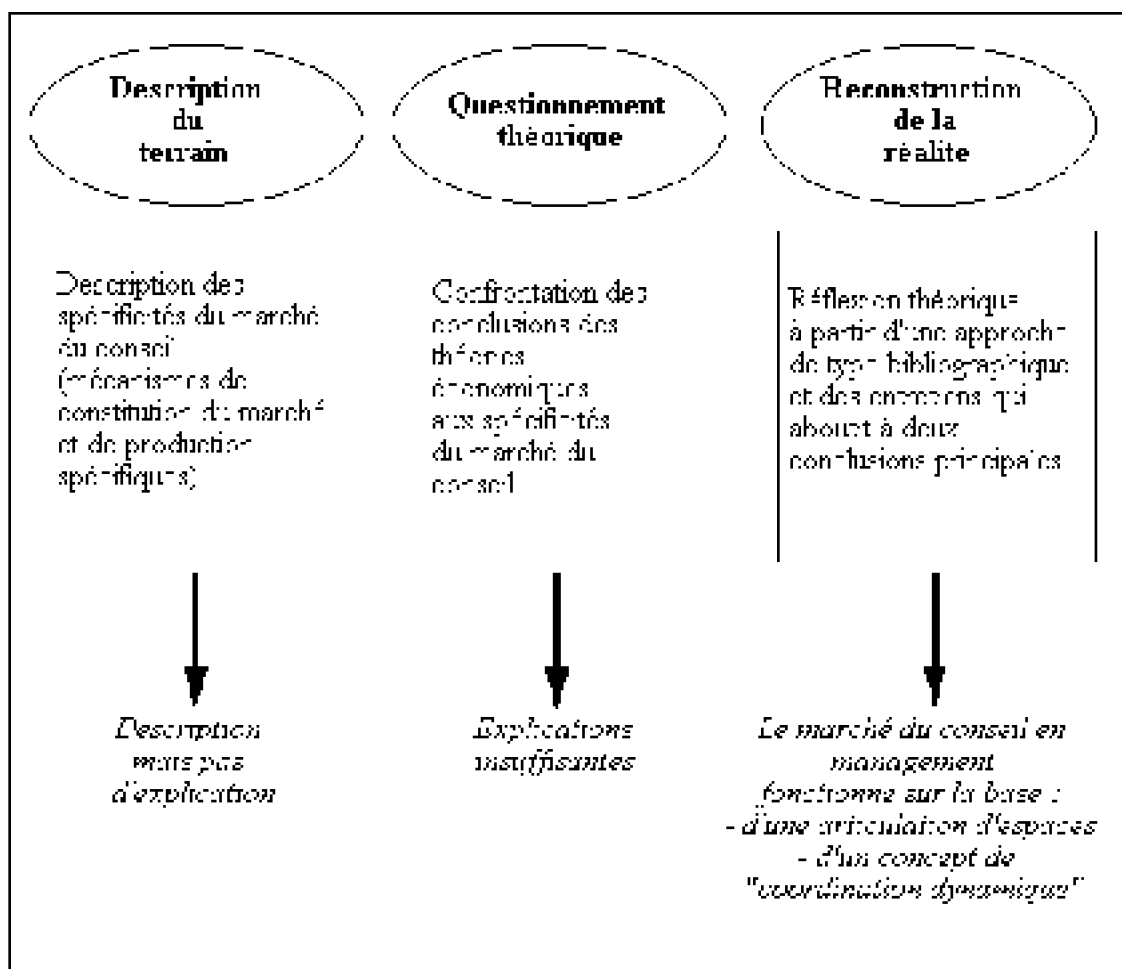 Description
du
terrain
Questionnement
théorique
Reconstruction
de la
réalité
Description des
spécificités du marché
du conseil
(mécanismes de
constitution du marché
et de production
spécifiques)
Confrontation des
conclusions des
théories
économiques
aux spécificités
du marché du
conseil
Réflexion théorique
à partir d'une approche
de type bibliographique
et des entretiens qui
aboutit à deux
conclusions principales
Description
mais pas
d'explication
Explications
insuffisantes
Le marché du conseil en
management
fonctionne sur la base :
- d'une articulation d'espaces
- d'un concept de
"coordination dynamique"